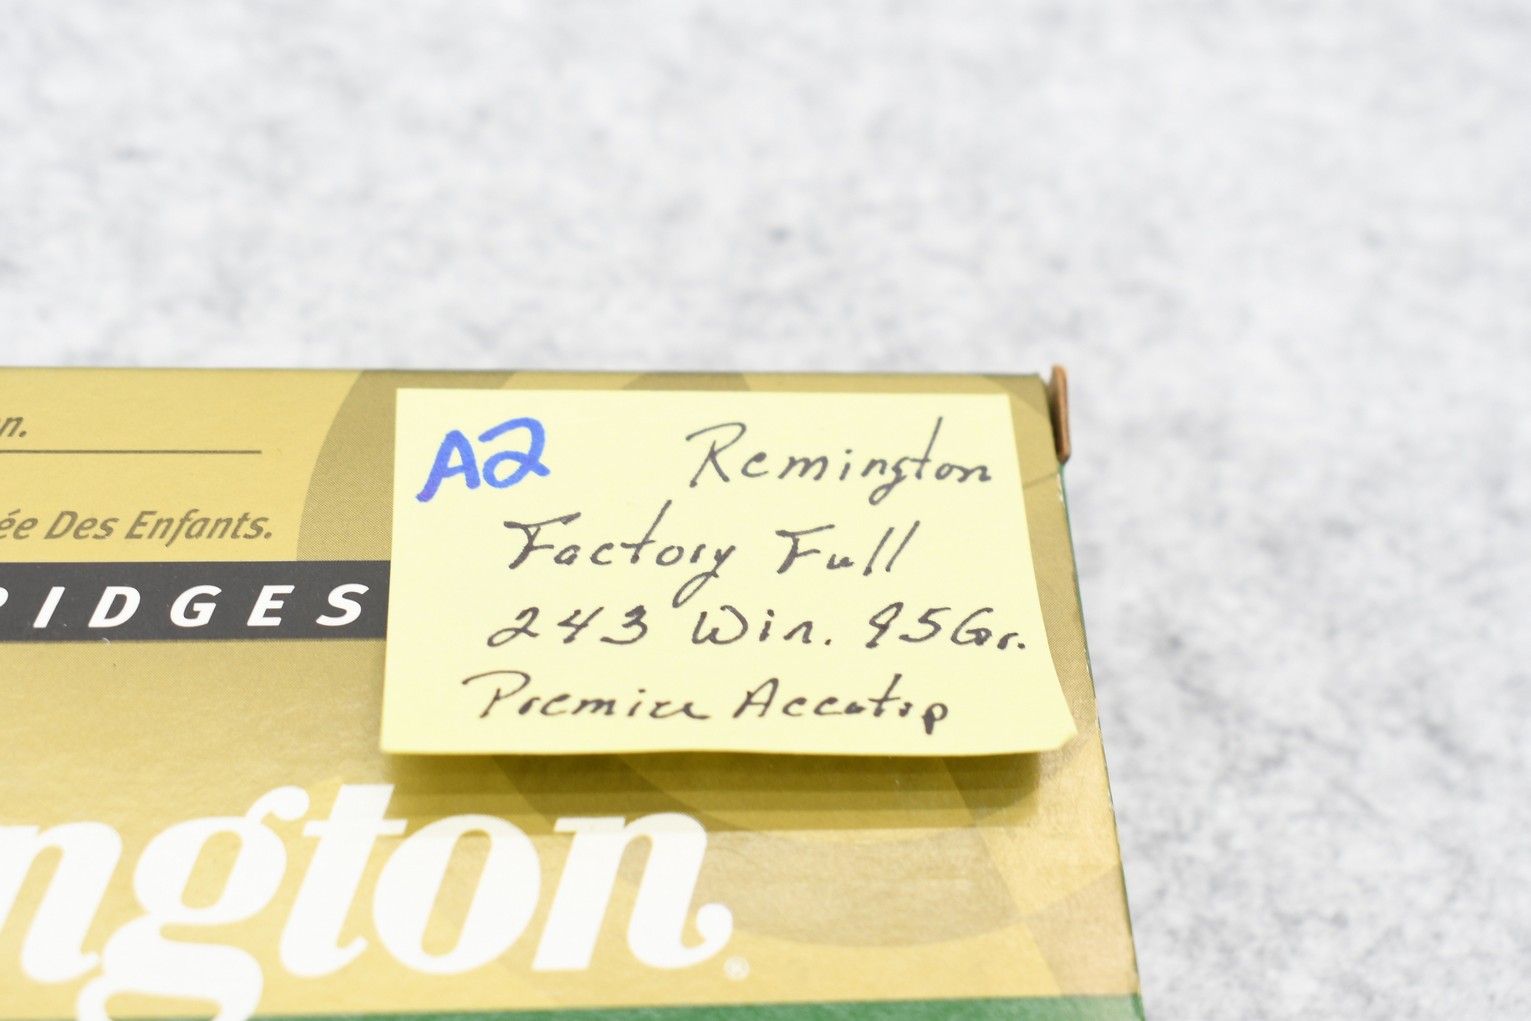 n.
ée Des Enfants.
RIDGES
A2 Remington
Factory Full
243 Win. 95Gr.
Premier Accutip
ngton®